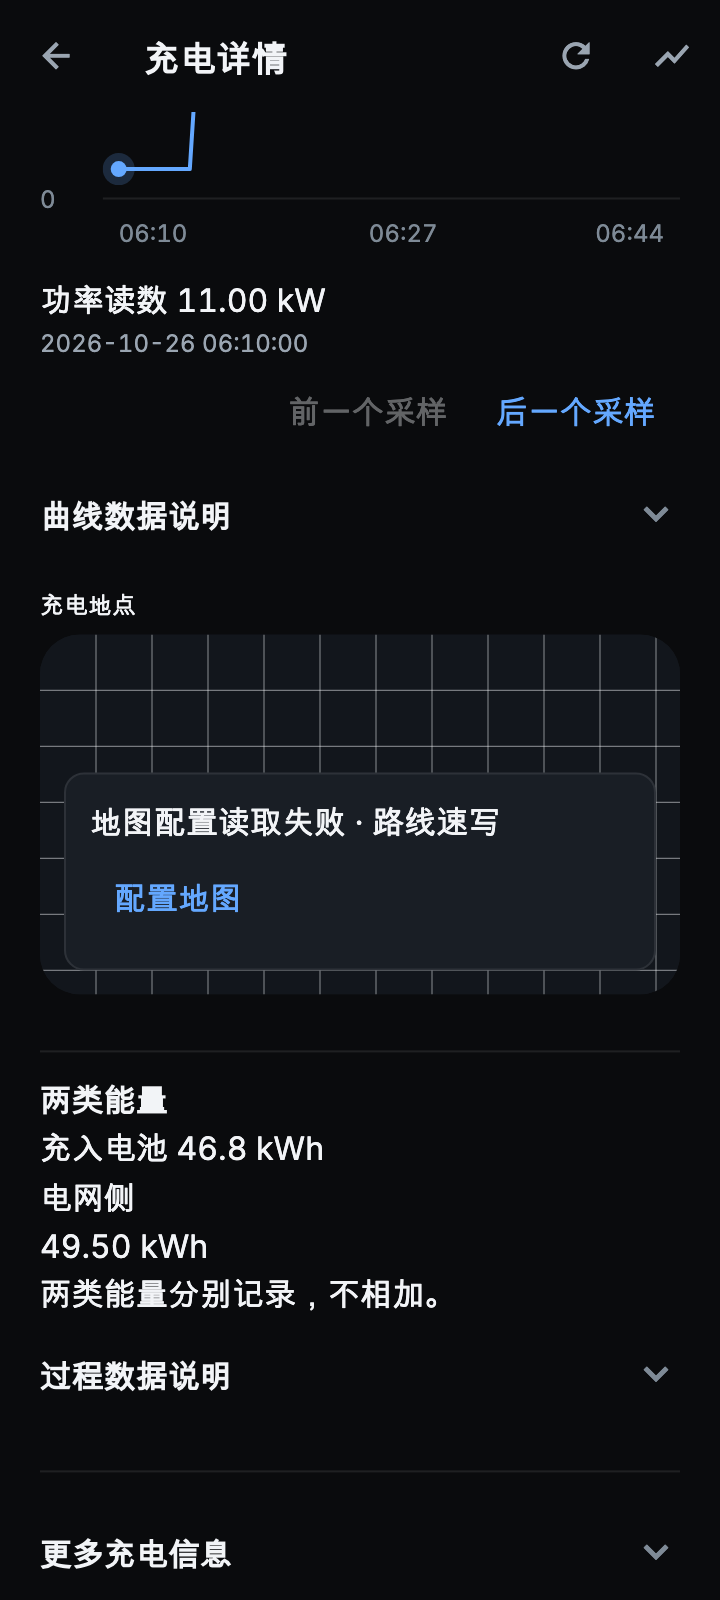 充电详情
0
06:10 06:27 06:44
功率读数 11.00 kW
2026-10-26 06:10:00
前一个采样 后一个采样
曲线数据说明
充电地点
地图配置读取失败 · 路线速写
配置地图
两类能量
充入电池 46.8 kWh
电网侧
49.50 kWh
两类能量分别记录，不相加。
过程数据说明
更多充电信息